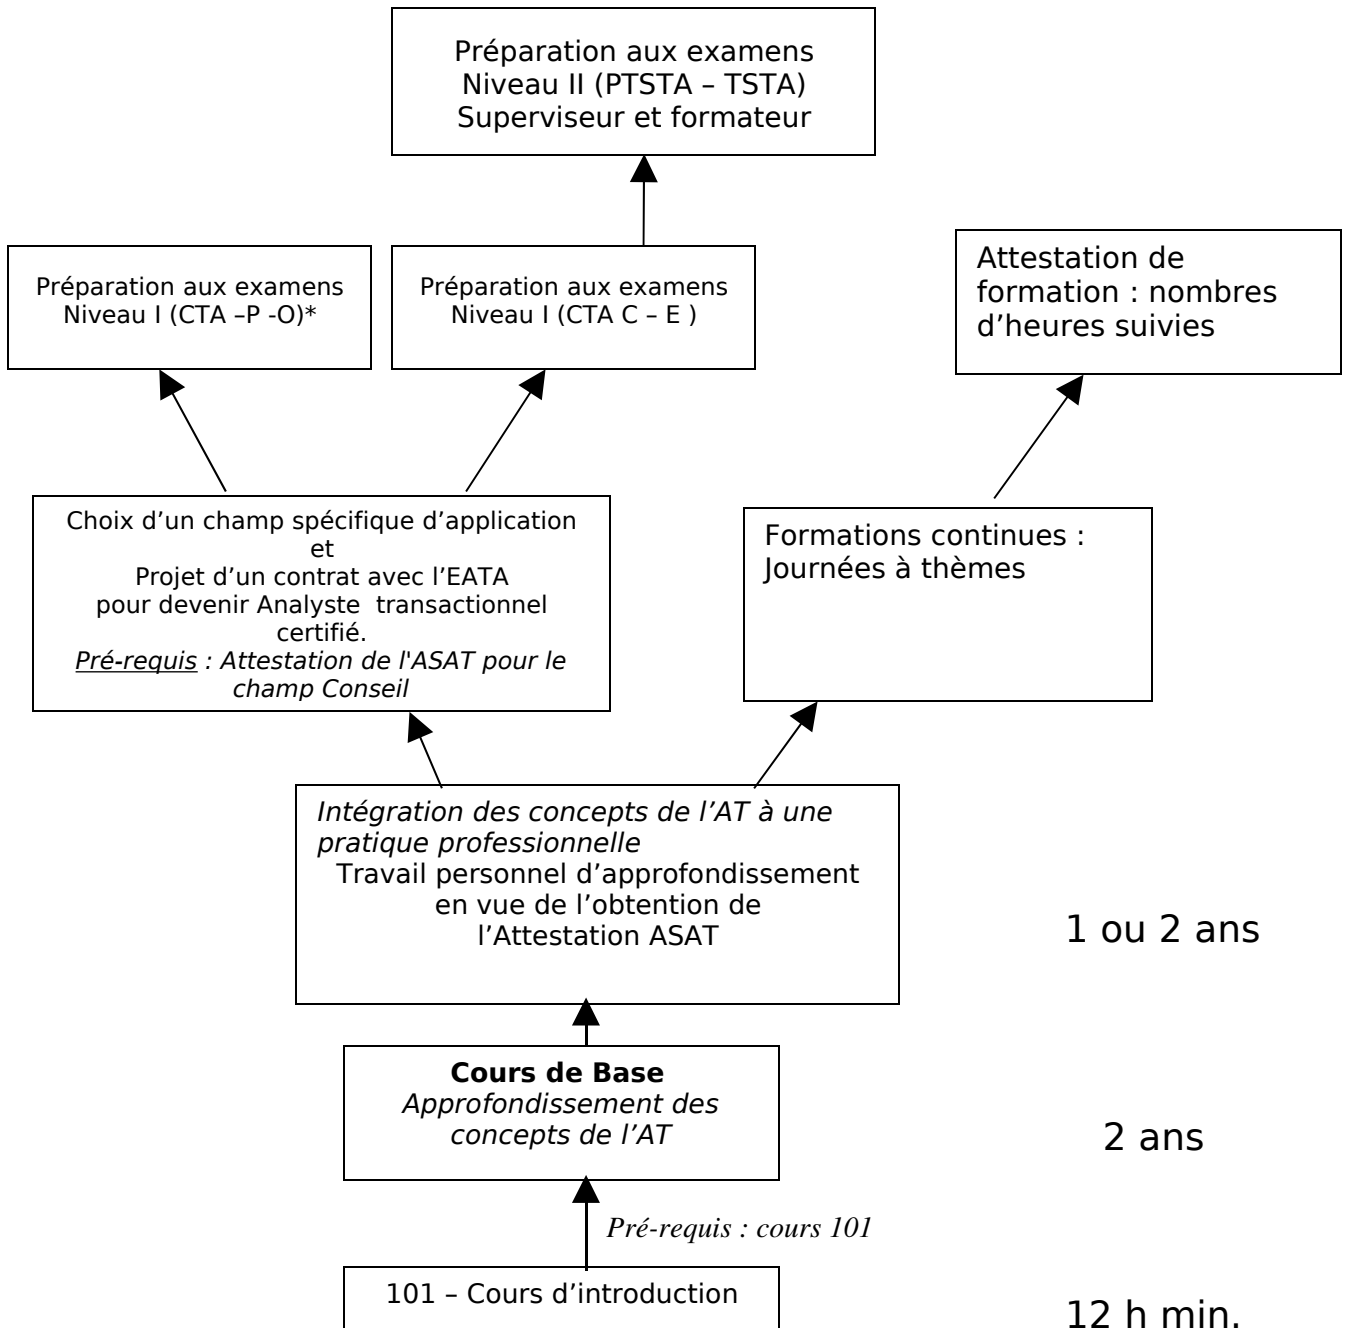 Préparation aux examens
Niveau II (PTSTA – TSTA)
Superviseur et formateur
Préparation aux examens
Niveau I (CTA –P -O)*
Préparation aux examens
Niveau I (CTA C – E )
Attestation de
formation : nombres
d’heures suivies
Choix d’un champ spécifique d’application
et
Projet d’un contrat avec l’EATA
pour devenir Analyste  transactionnel
certifié.
Pré-requis : Attestation de l'ASAT pour le
champ Conseil
Formations continues :
Journées à thèmes
Intégration des concepts de l’AT à une
pratique professionnelle
Travail personnel d’approfondissement
en vue de l’obtention de
l’Attestation ASAT
1 ou 2 ans
Cours de Base
Approfondissement des
concepts de l’AT
2 ans
Pré-requis : cours 101
101 – Cours d’introduction
12 h min.